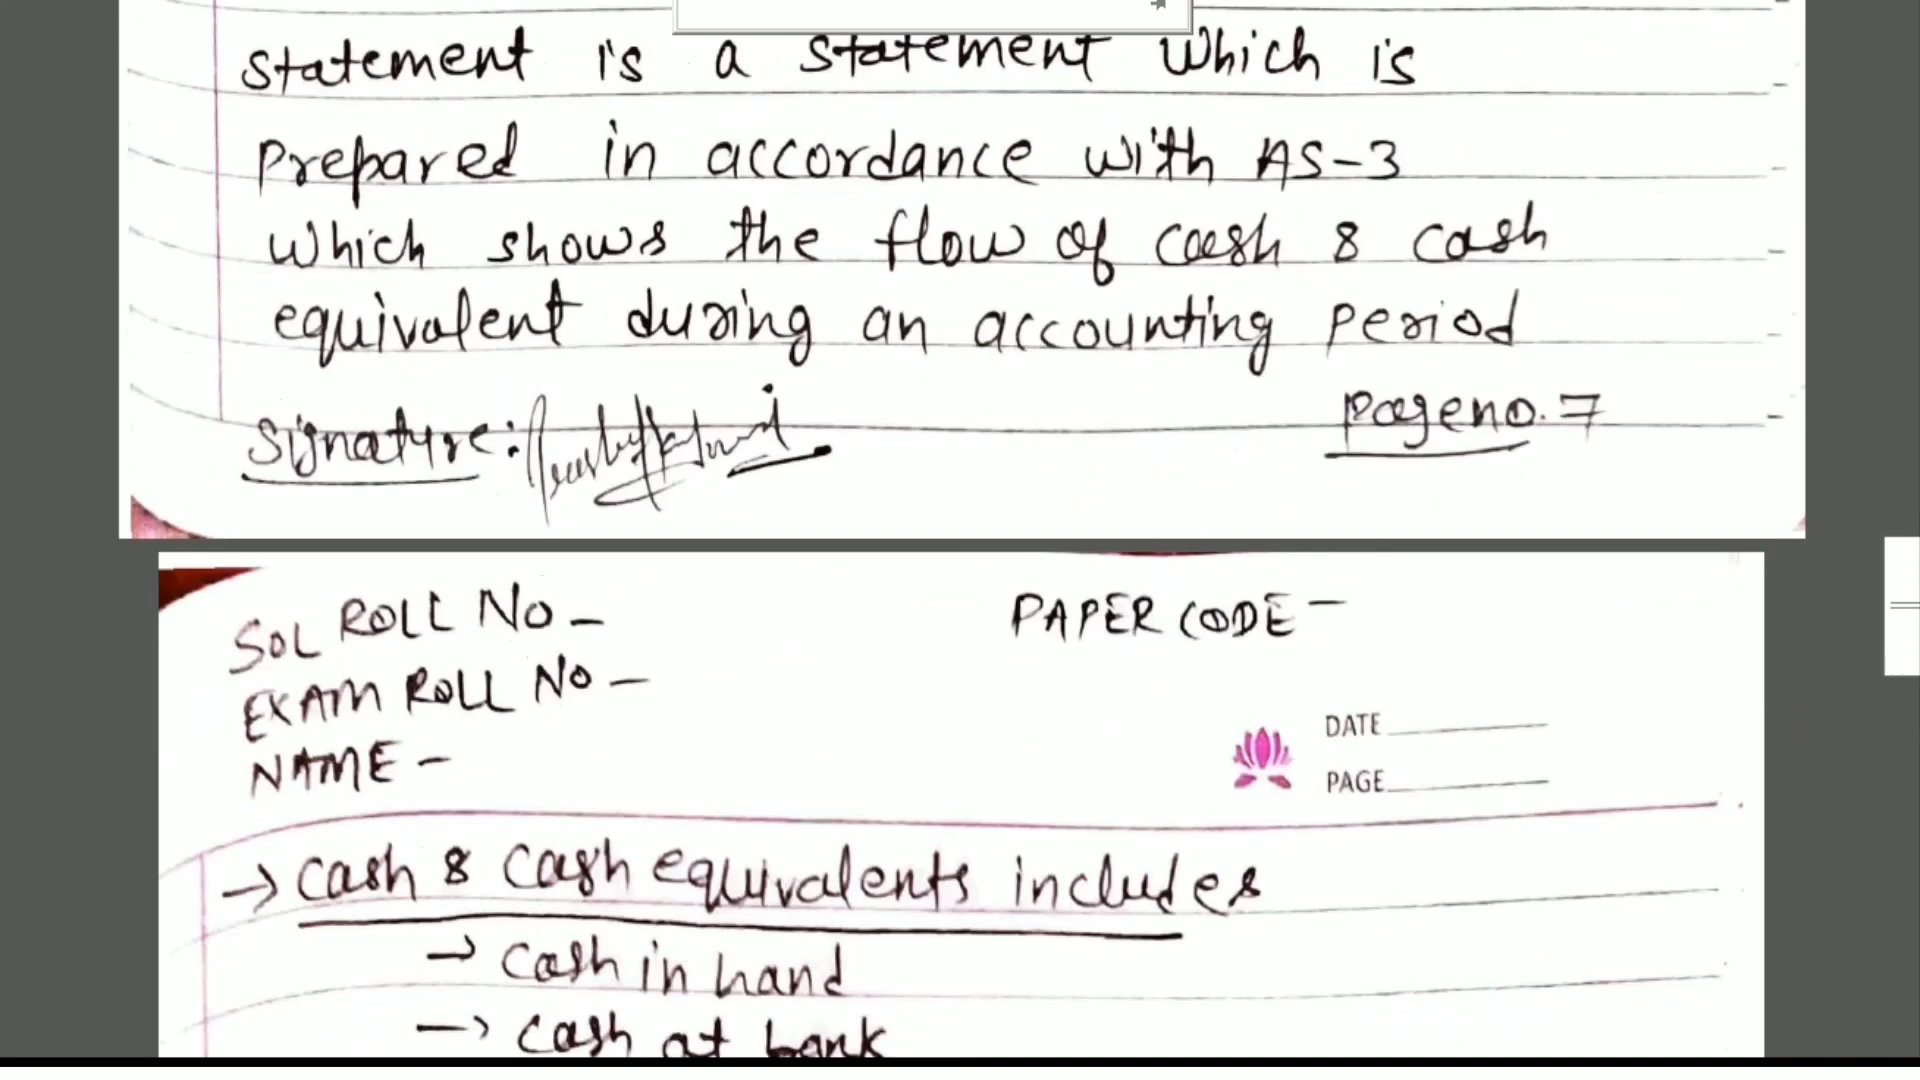 statement is a statement which is
prepared in accordance with AS-3
which shows the flow of cash & cash
equivalent during an accounting period
Signature:
Page no. 7
SOL ROLL NO -
PAPER CODE -
EXAM ROLL NO -
NAME -
DATE
PAGE
→ cash & cash equivalents includes
→ cash in hand
→ cash at bank